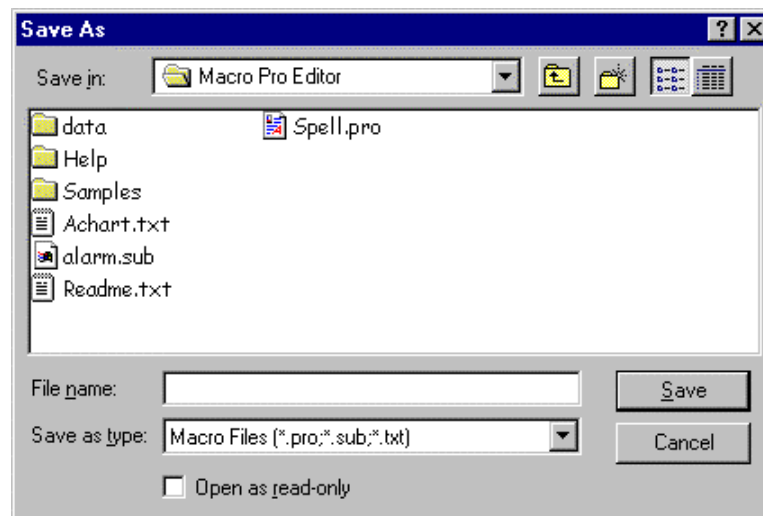 Save As
Save in:
Macro Pro Editor
data
Help
Samples
Achart.txt
alarm.sub
Readme.txt
Spell.pro
File name:
Save
Save as type:
Macro Files (*.pro;*.sub;*.txt)
Cancel
Open as read-only